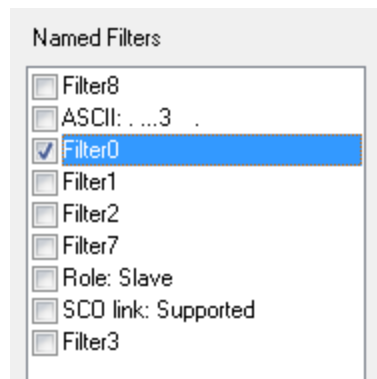 Named Filters
Filter8
ASCII: . ...3 .
Filter0
Filter1
Filter2
Filter7
Role: Slave
SCO link: Supported
Filter3